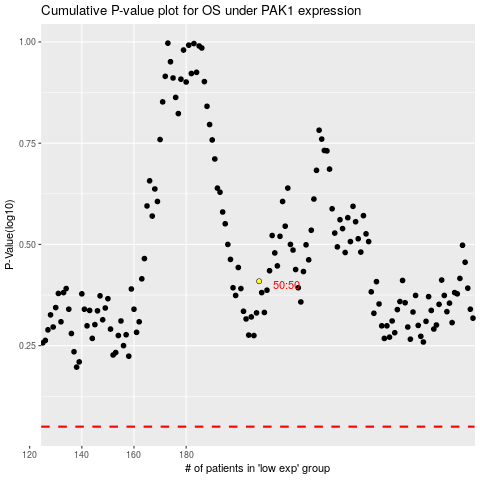 Cumulative P-value plot for OS under PAK1 expression
P-Value(log10)
1.00
0.75
0.50
0.25
50:50
120 140 160 180
# of patients in 'low exp' group